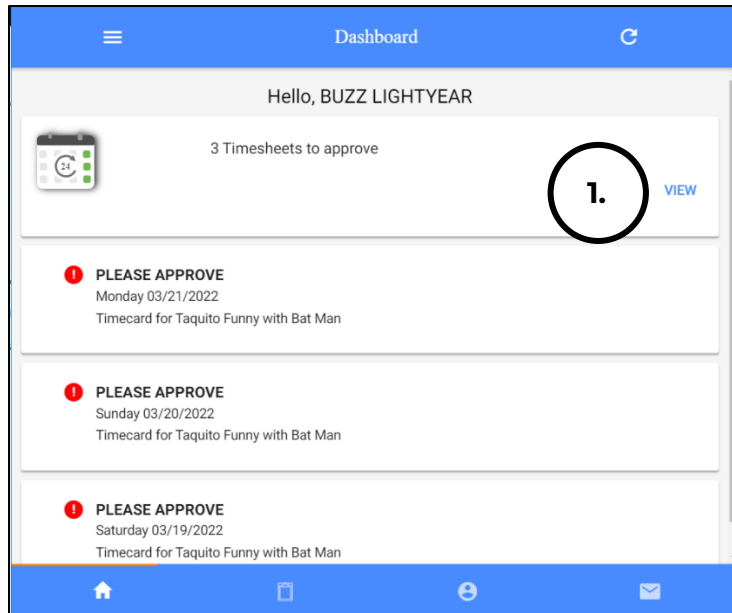 Dashboard
Hello, BUZZ LIGHTYEAR
24
3 Timesheets to approve
1.
VIEW
PLEASE APPROVE
Monday 03/21/2022
Timecard for Taquito Funny with Bat Man
PLEASE APPROVE
Sunday 03/20/2022
Timecard for Taquito Funny with Bat Man
PLEASE APPROVE
Saturday 03/19/2022
Timecard for Taquito Funny with Bat Man